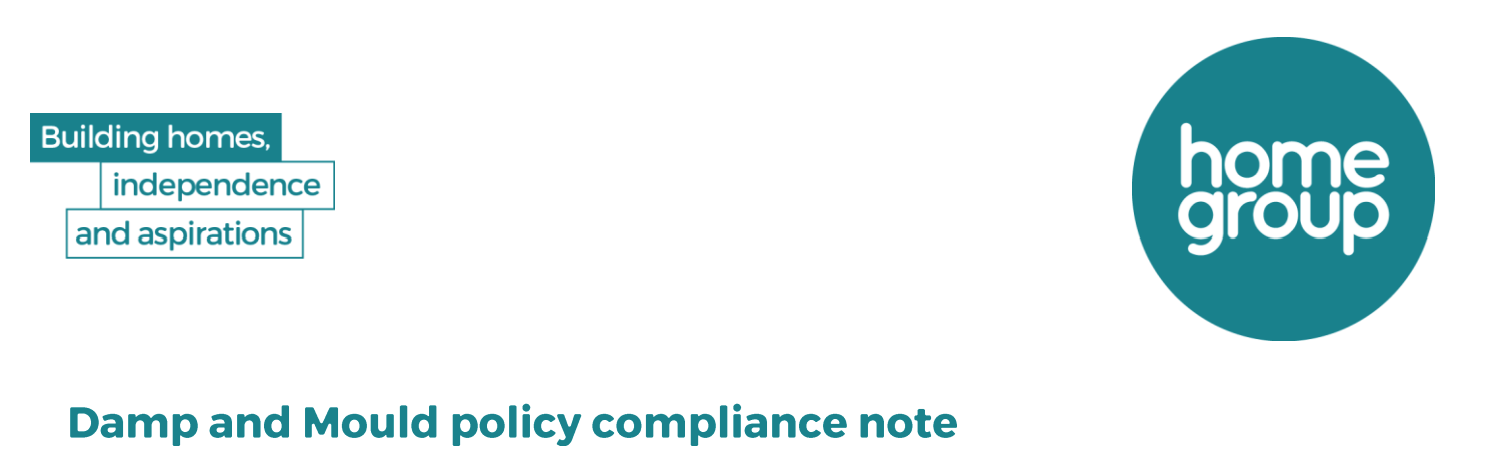 Building homes,
independence
and aspirations
home
group
Damp and Mould policy compliance note